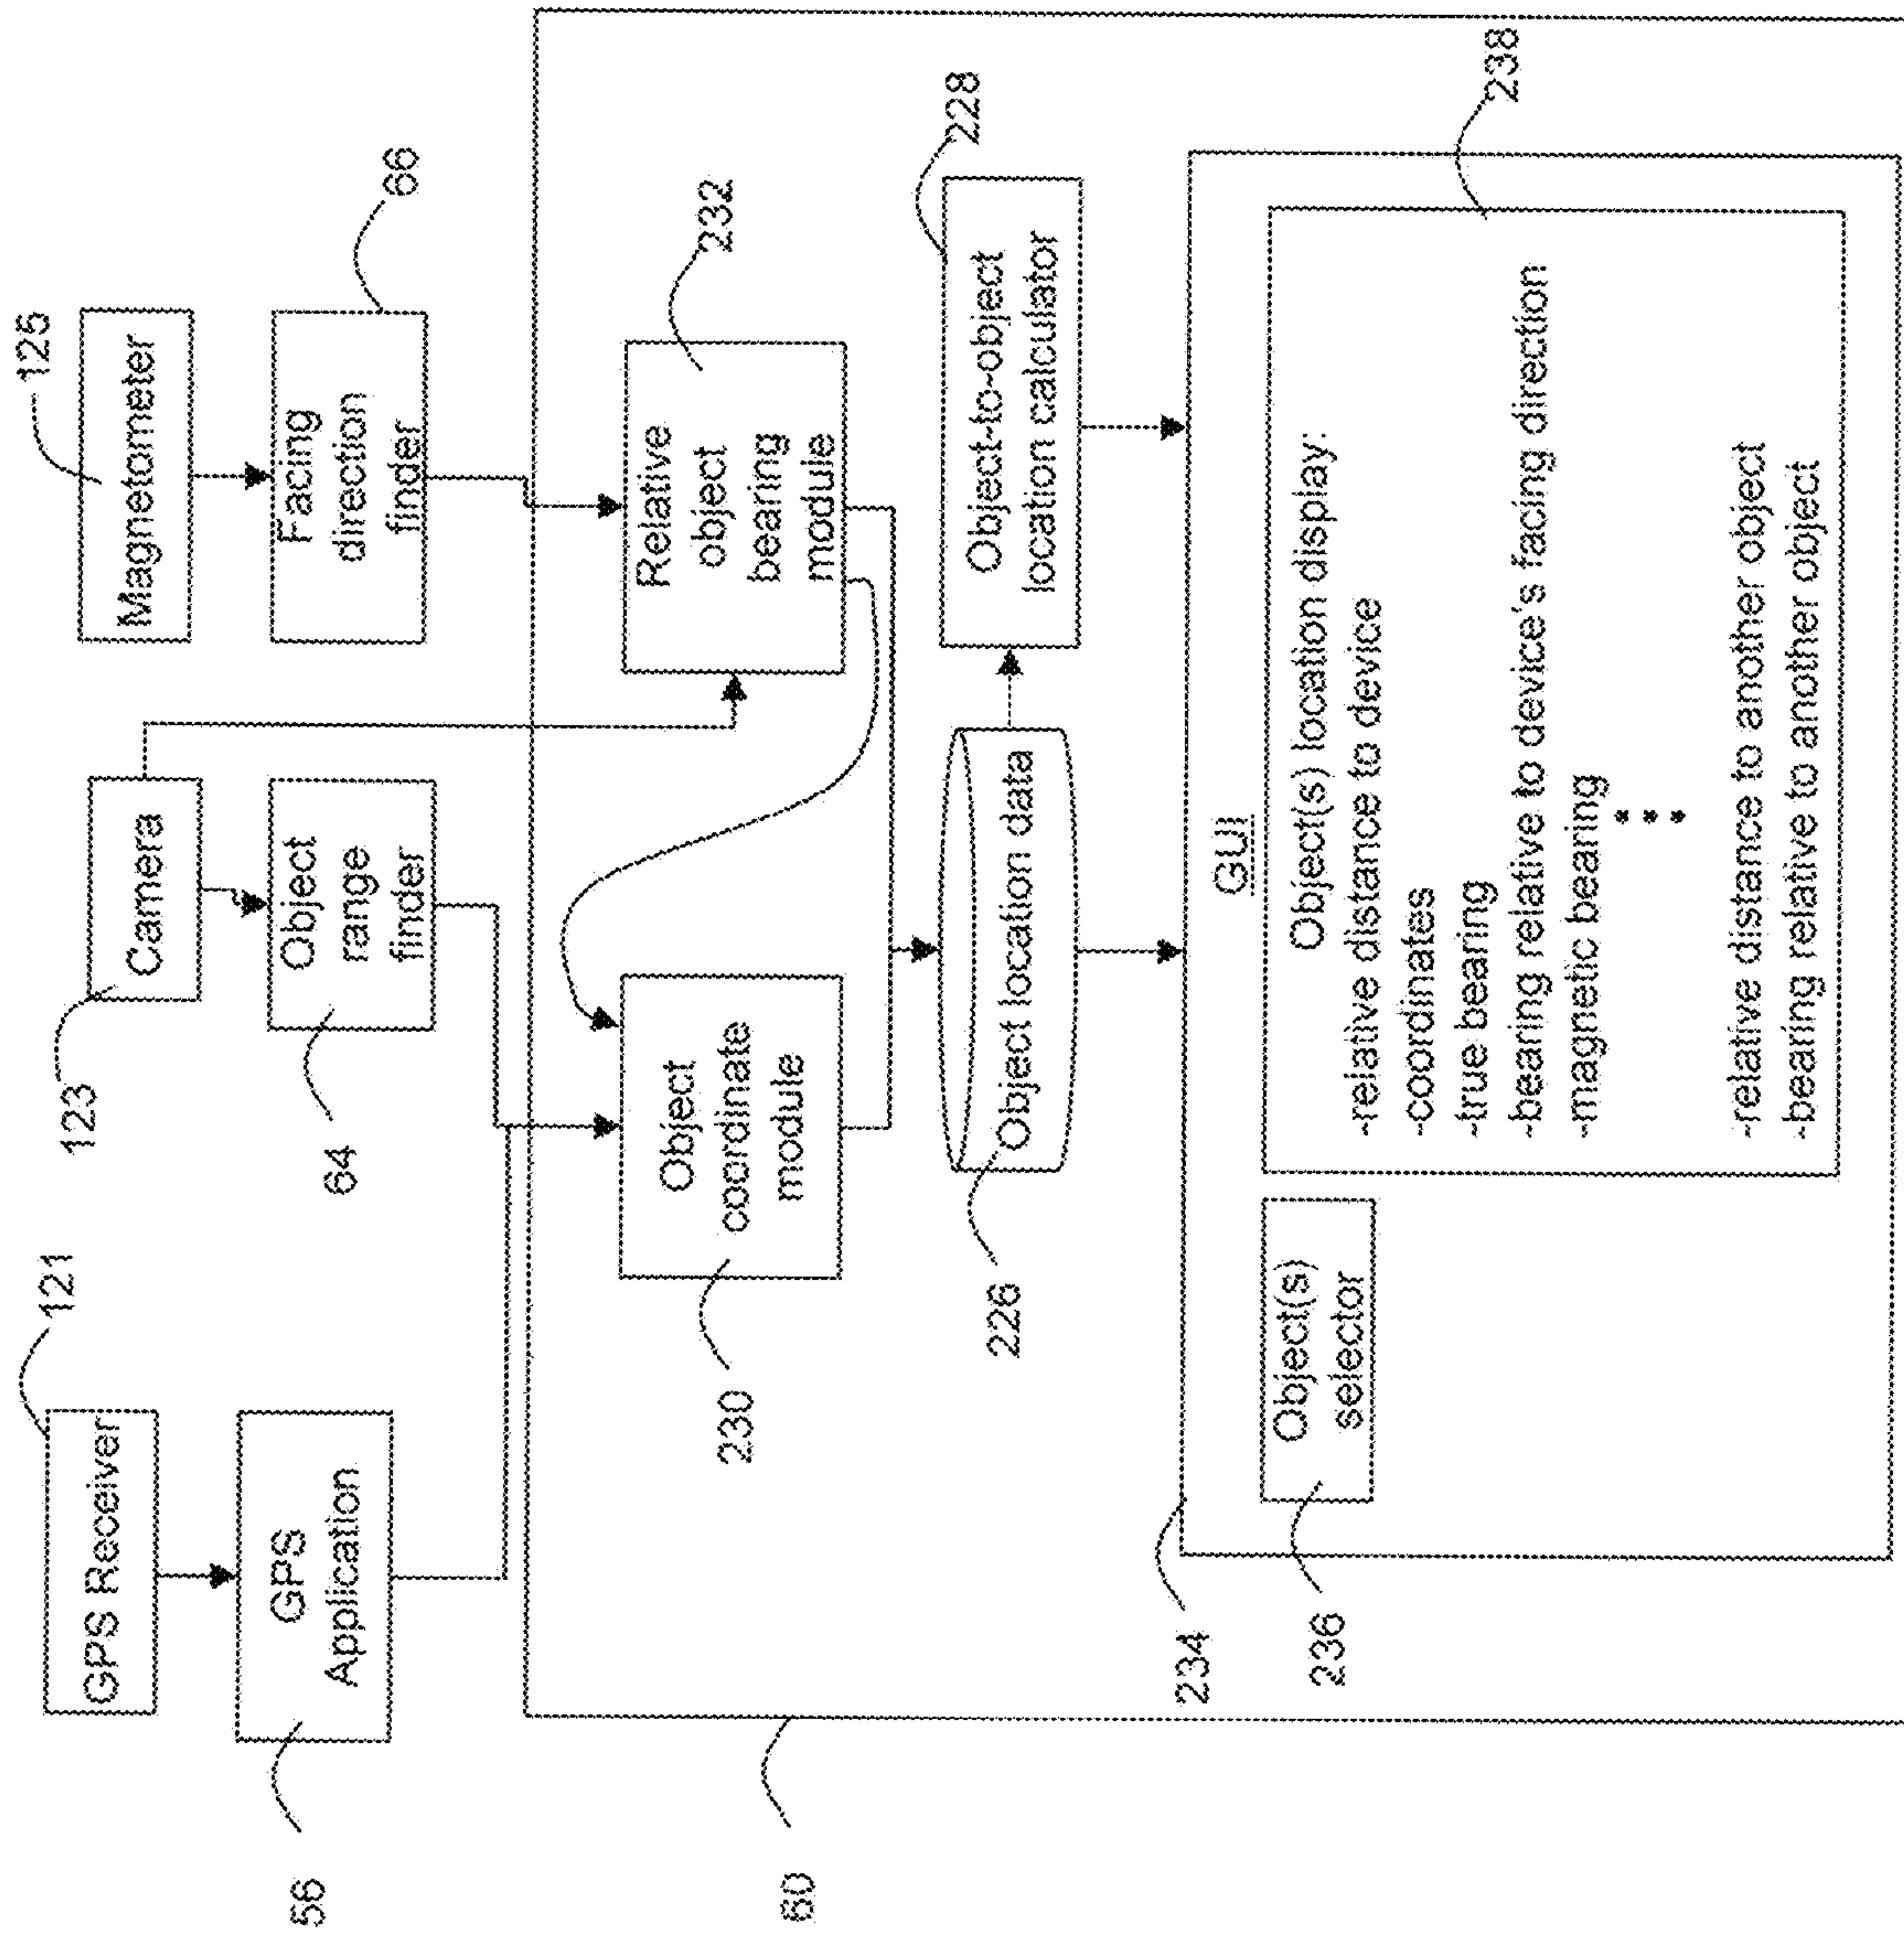 121
GPS Receiver
56
GPS
Application
123
Camera
64
Object
range
finder
125
Magnetometer
66
Facing
direction
finder
60
230
Object
coordinate
module
232
Relative
object
bearing
module
226
Object location data
228
Object-to-object
location calculator
234
GUI
236
Object(s)
selector
238
Object(s) location display:
-relative distance to device
-coordinates
-true bearing
-bearing relative to device's facing direction
-magnetic bearing
-relative distance to another object
-bearing relative to another object